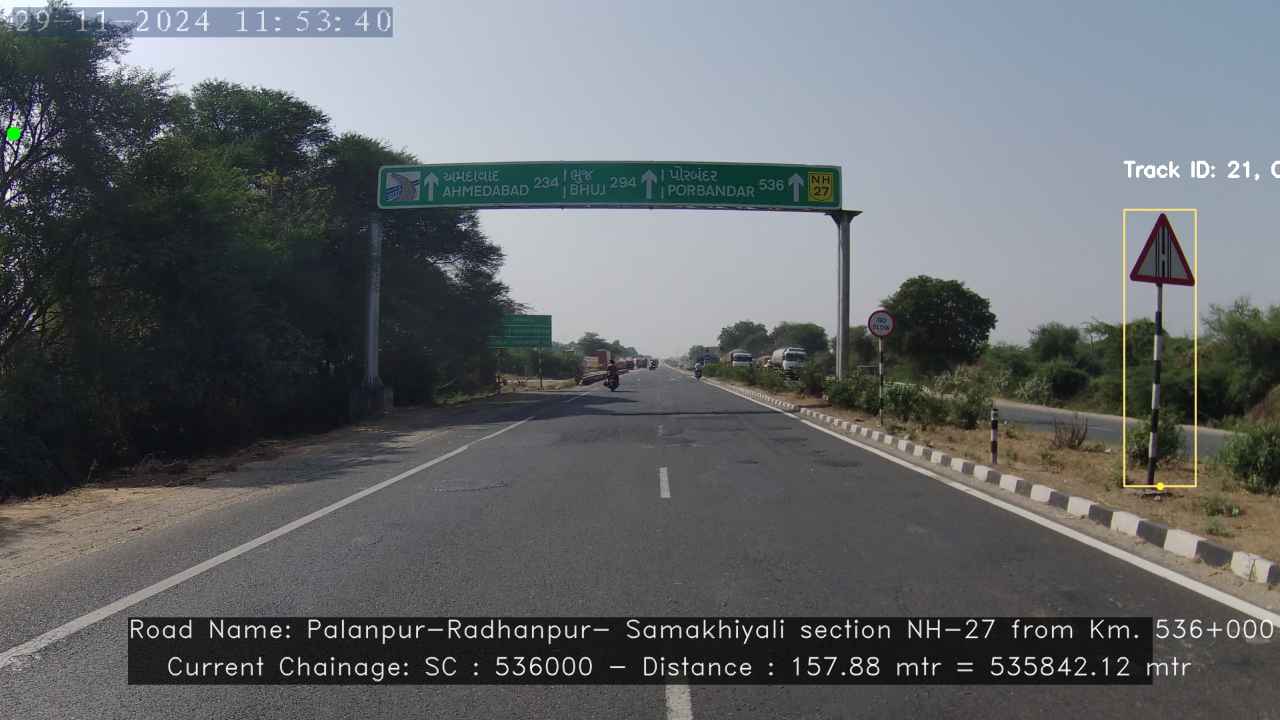 29-11-2024 11:53:40
Track ID: 21, C
અમદાવાદ
AHMEDABAD 234
ભુજ
BHUJ 294
પોરબંદર
PORBANDAR 536
NH
27
Road Name: Palanpur-Radhanpur- Samakhiyali section NH-27 from Km. 536+000
Current Chainage: SC : 536000 - Distance : 157.88 mtr = 535842.12 mtr